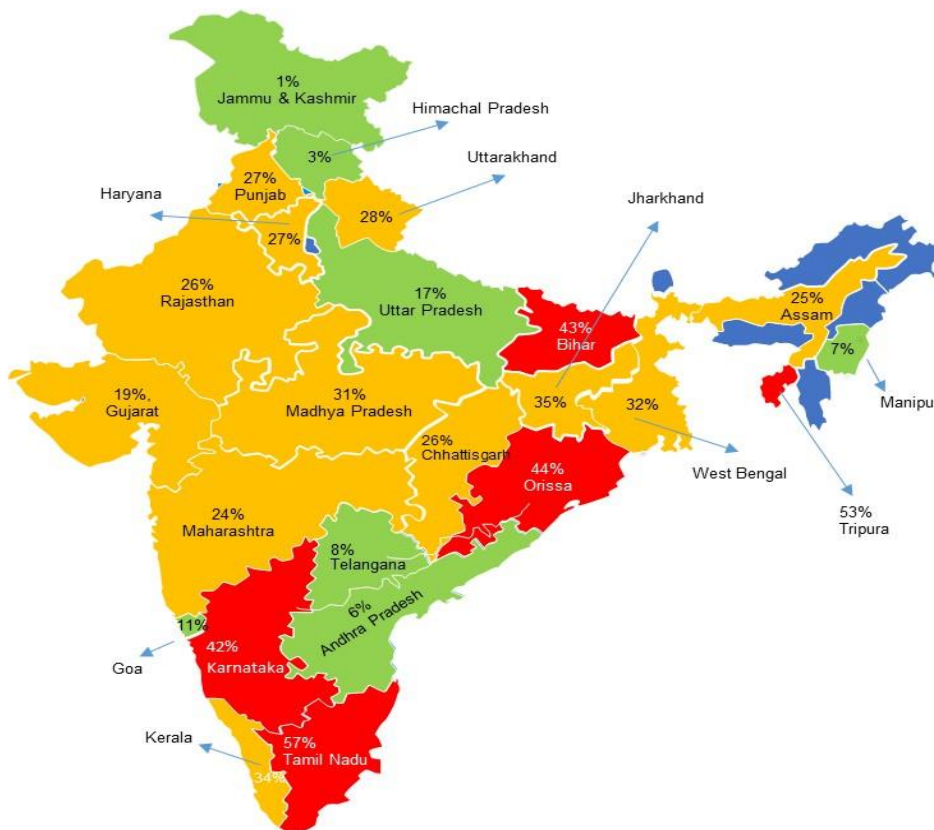 1%
Jammu & Kashmir
Himachal Pradesh
3%
Uttarakhand
27%
Punjab
Haryana
28%
Jharkhand
27%
26%
Rajasthan
17%
Uttar Pradesh
25%
Assam
43%
Bihar
7%
19%.
Gujarat
31%
Madhya Pradesh
35%
32%
Manipu
26%
Chhattisgarh
44%
Orissa
West Bengal
24%
Maharashtra
53%
Tripura
8%
Telangana
6%
Andhra Pradesh
11%
Goa
42%
Karnataka
Kerala
57%
Tamil Nadu
34%